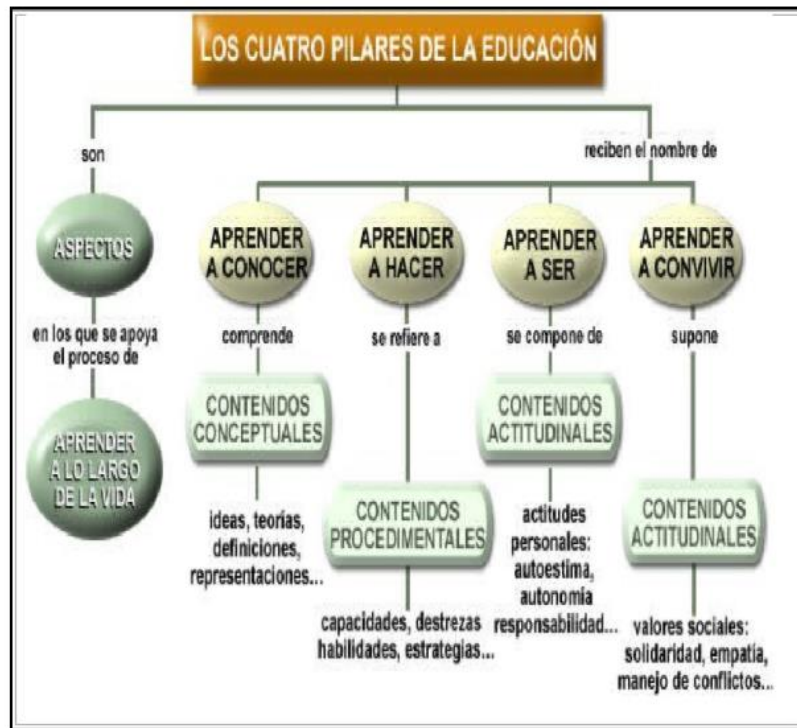 LOS CUATRO PILARES DE LA EDUCACIÓN
son
reciben el nombre de
ASPECTOS
en los que se apoya
el proceso de
APRENDER
A LO LARGO
DE LA VIDA
APRENDER
A CONOCER
comprende
CONTENIDOS
CONCEPTUALES
ideas, teorías,
definiciones,
representaciones...
APRENDER
A HACER
se refiere a
CONTENIDOS
PROCEDIMENTALES
capacidades, destrezas
habilidades, estrategias...
APRENDER
A SER
se compone de
CONTENIDOS
ACTITUDINALES
actitudes
personales:
autoestima,
autonomía
responsabilidad...
APRENDER
A CONVIVIR
supone
CONTENIDOS
ACTITUDINALES
valores sociales:
solidaridad, empatía,
manejo de conflictos...